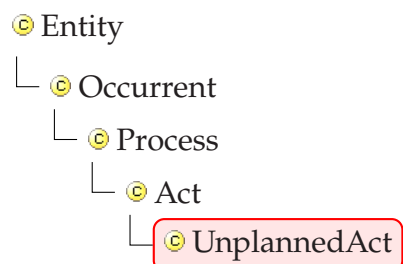 © Entity
© Occurrent
© Process
© Act
© UnplannedAct